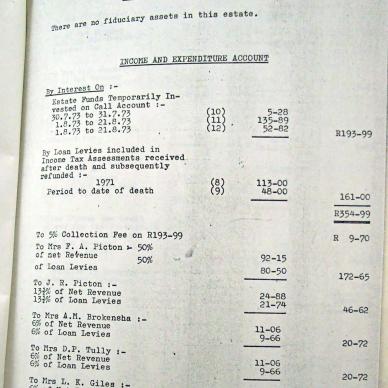 There are no fiduciary assets in this estate.
INCOME AND EXPENDITURE ACCOUNT
By Interest On :-
Estate Funds Temporarily In-
vested on Call Account :-
30.7.73 to 31.7.73 (10) 5-28
1.8.73 to 21.8.73 (11) 135-89
1.8.73 to 21.8.73 (12) 52-82 R193-99
By Loan Levies included in
Income Tax Assessments received
after death and subsequently
refunded :-
1971 (8) 113-00
Period to date of death (9) 48-00 161-00
R354-99
To 5% Collection Fee on R193-99 R 9-70
To Mrs F. A. Picton :- 50%
of net Revenue 50% 92-15
of Loan Levies 80-50 172-65
To J. R. Picton :-
13½% of Net Revenue 24-88
13½% of Loan Levies 21-74 46-62
To Mrs A.M. Brokensha :-
6% of Net Revenue 11-06
6% of Loan Levies 9-66 20-72
To Mrs D.P. Tully :-
6% of Net Revenue 11-06
6% of Loan Levies 9-66 20-72
To Mrs L. K. Giles :-